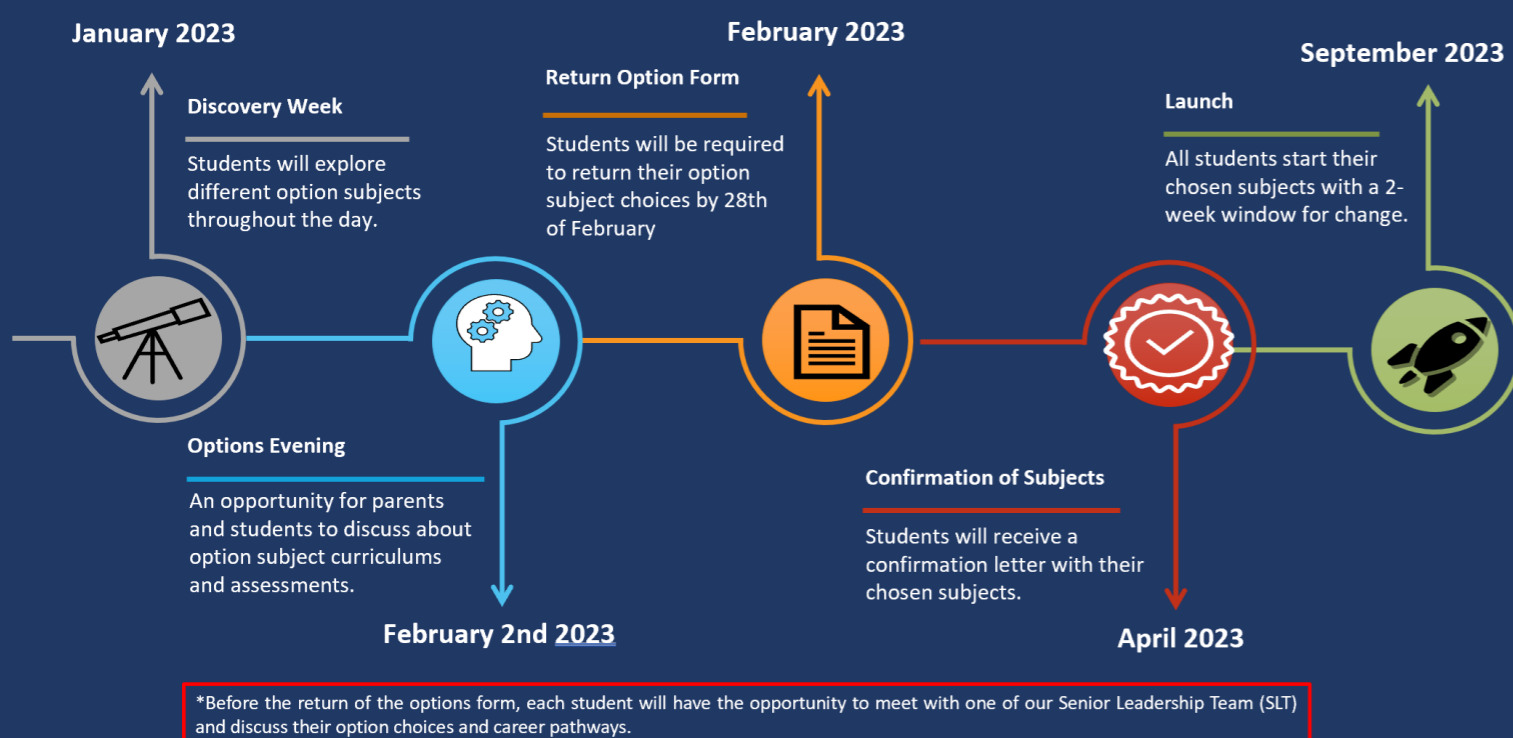 January 2023
Discovery Week
Students will explore
different option subjects
throughout the day.
Options Evening
An opportunity for parents
and students to discuss about
option subject curriculums
and assessments.
February 2nd 2023
February 2023
Return Option Form
Students will be required
to return their option
subject choices by 28th
of February
Confirmation of Subjects
Students will receive a
confirmation letter with their
chosen subjects.
April 2023
September 2023
Launch
All students start their
chosen subjects with a 2-
week window for change.
*Before the return of the options form, each student will have the opportunity to meet with one of our Senior Leadership Team (SLT)
and discuss their option choices and career pathways.